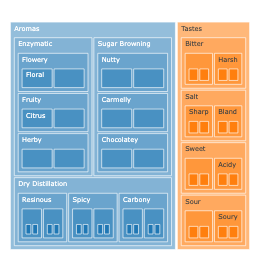 Aromas
Tastes
Enzymatic
Sugar Browning
Bitter
Flowery
Nutty
Harsh
Floral
Salt
Fruity
Carmelly
Sharp
Bland
Citrus
Herby
Chocolatey
Sweet
Acidy
Dry Distillation
Resinous
Spicy
Carbony
Sour
Soury